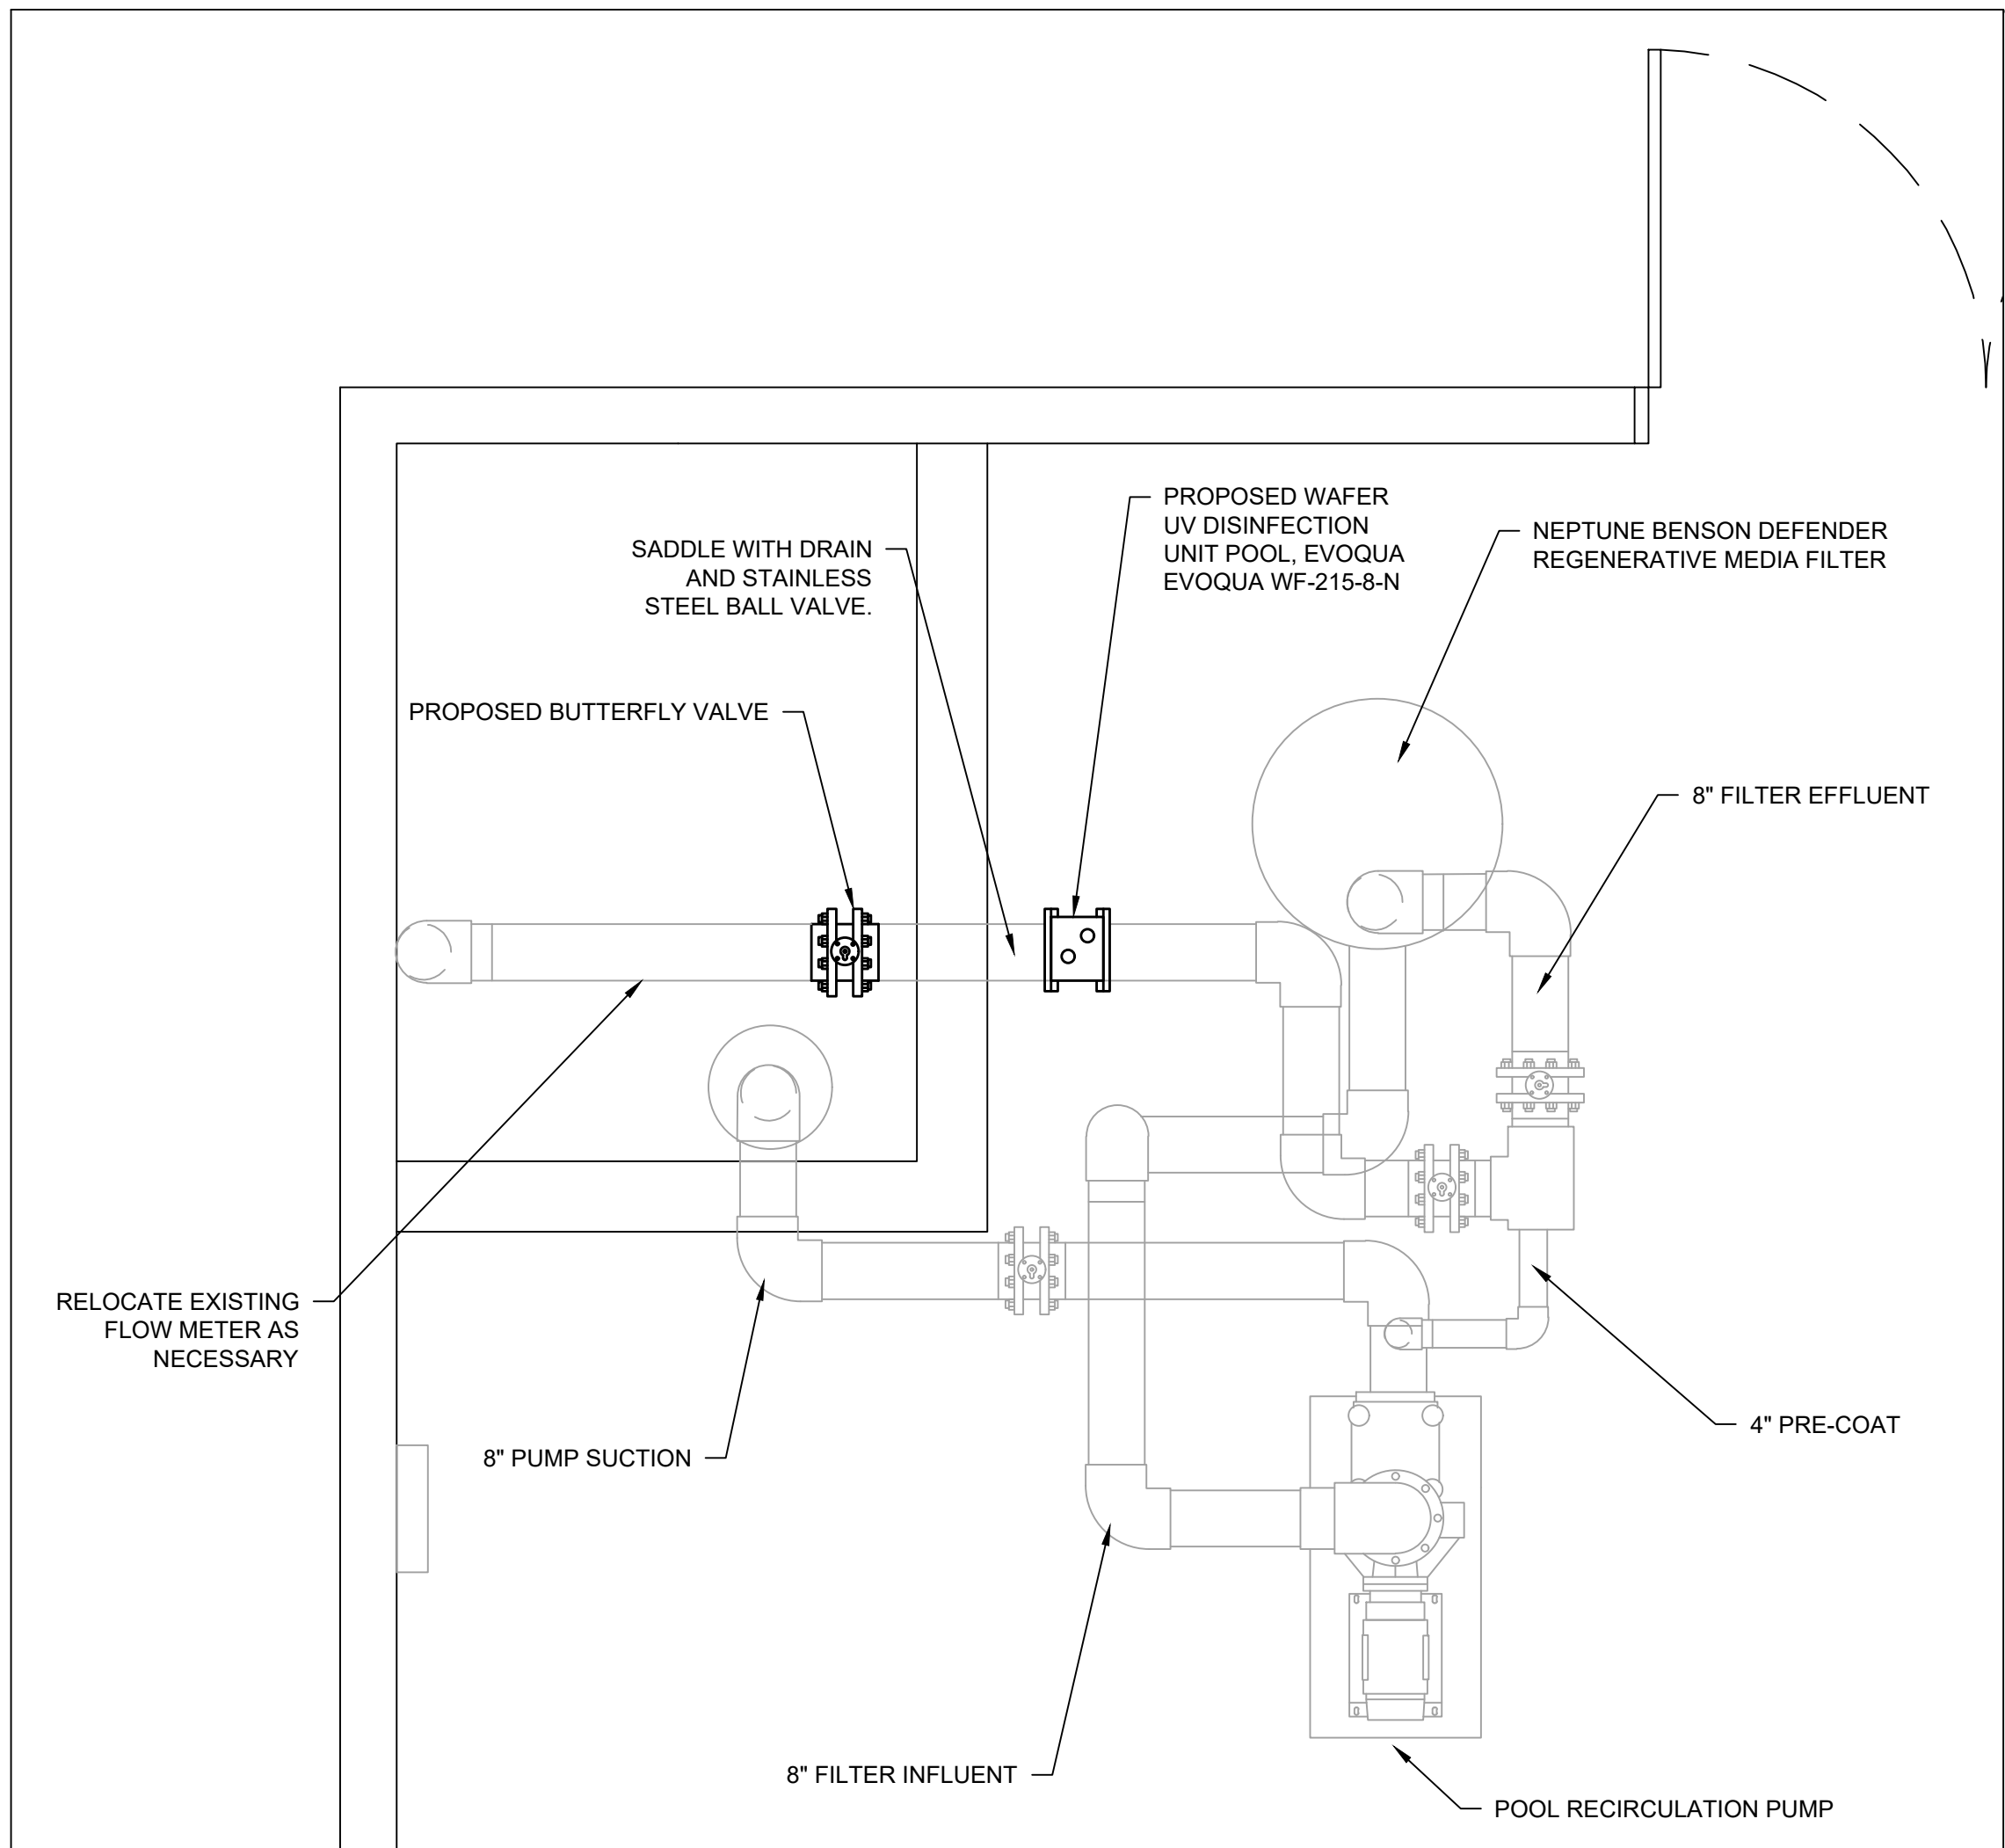 PROPOSED WAFER
UV DISINFECTION
UNIT POOL, EVOQUA
EVOQUA WF-215-8-N
NEPTUNE BENSON DEFENDER
REGENERATIVE MEDIA FILTER
SADDLE WITH DRAIN
AND STAINLESS
STEEL BALL VALVE.
PROPOSED BUTTERFLY VALVE
8" FILTER EFFLUENT
RELOCATE EXISTING
FLOW METER AS
NECESSARY
8" PUMP SUCTION
4" PRE-COAT
8" FILTER INFLUENT
POOL RECIRCULATION PUMP